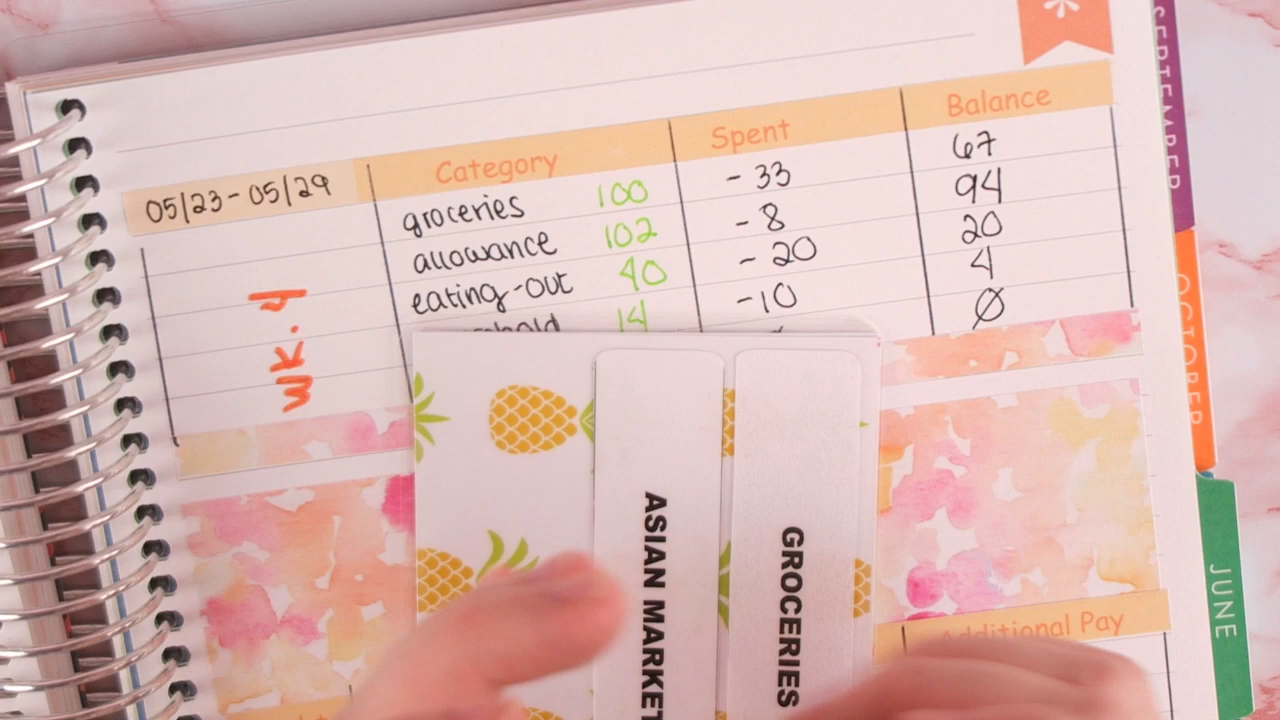 SEPTEMBER
Category Spent Balance
05/23 - 05/29
groceries 100 - 33 67
allowance 102 - 8 94
eating-out 40 - 20 20
14 -10 4
Ø
WK. 4
OCTOBER
ASIAN MARKET
GROCERIES
JUNE
Additional Pay